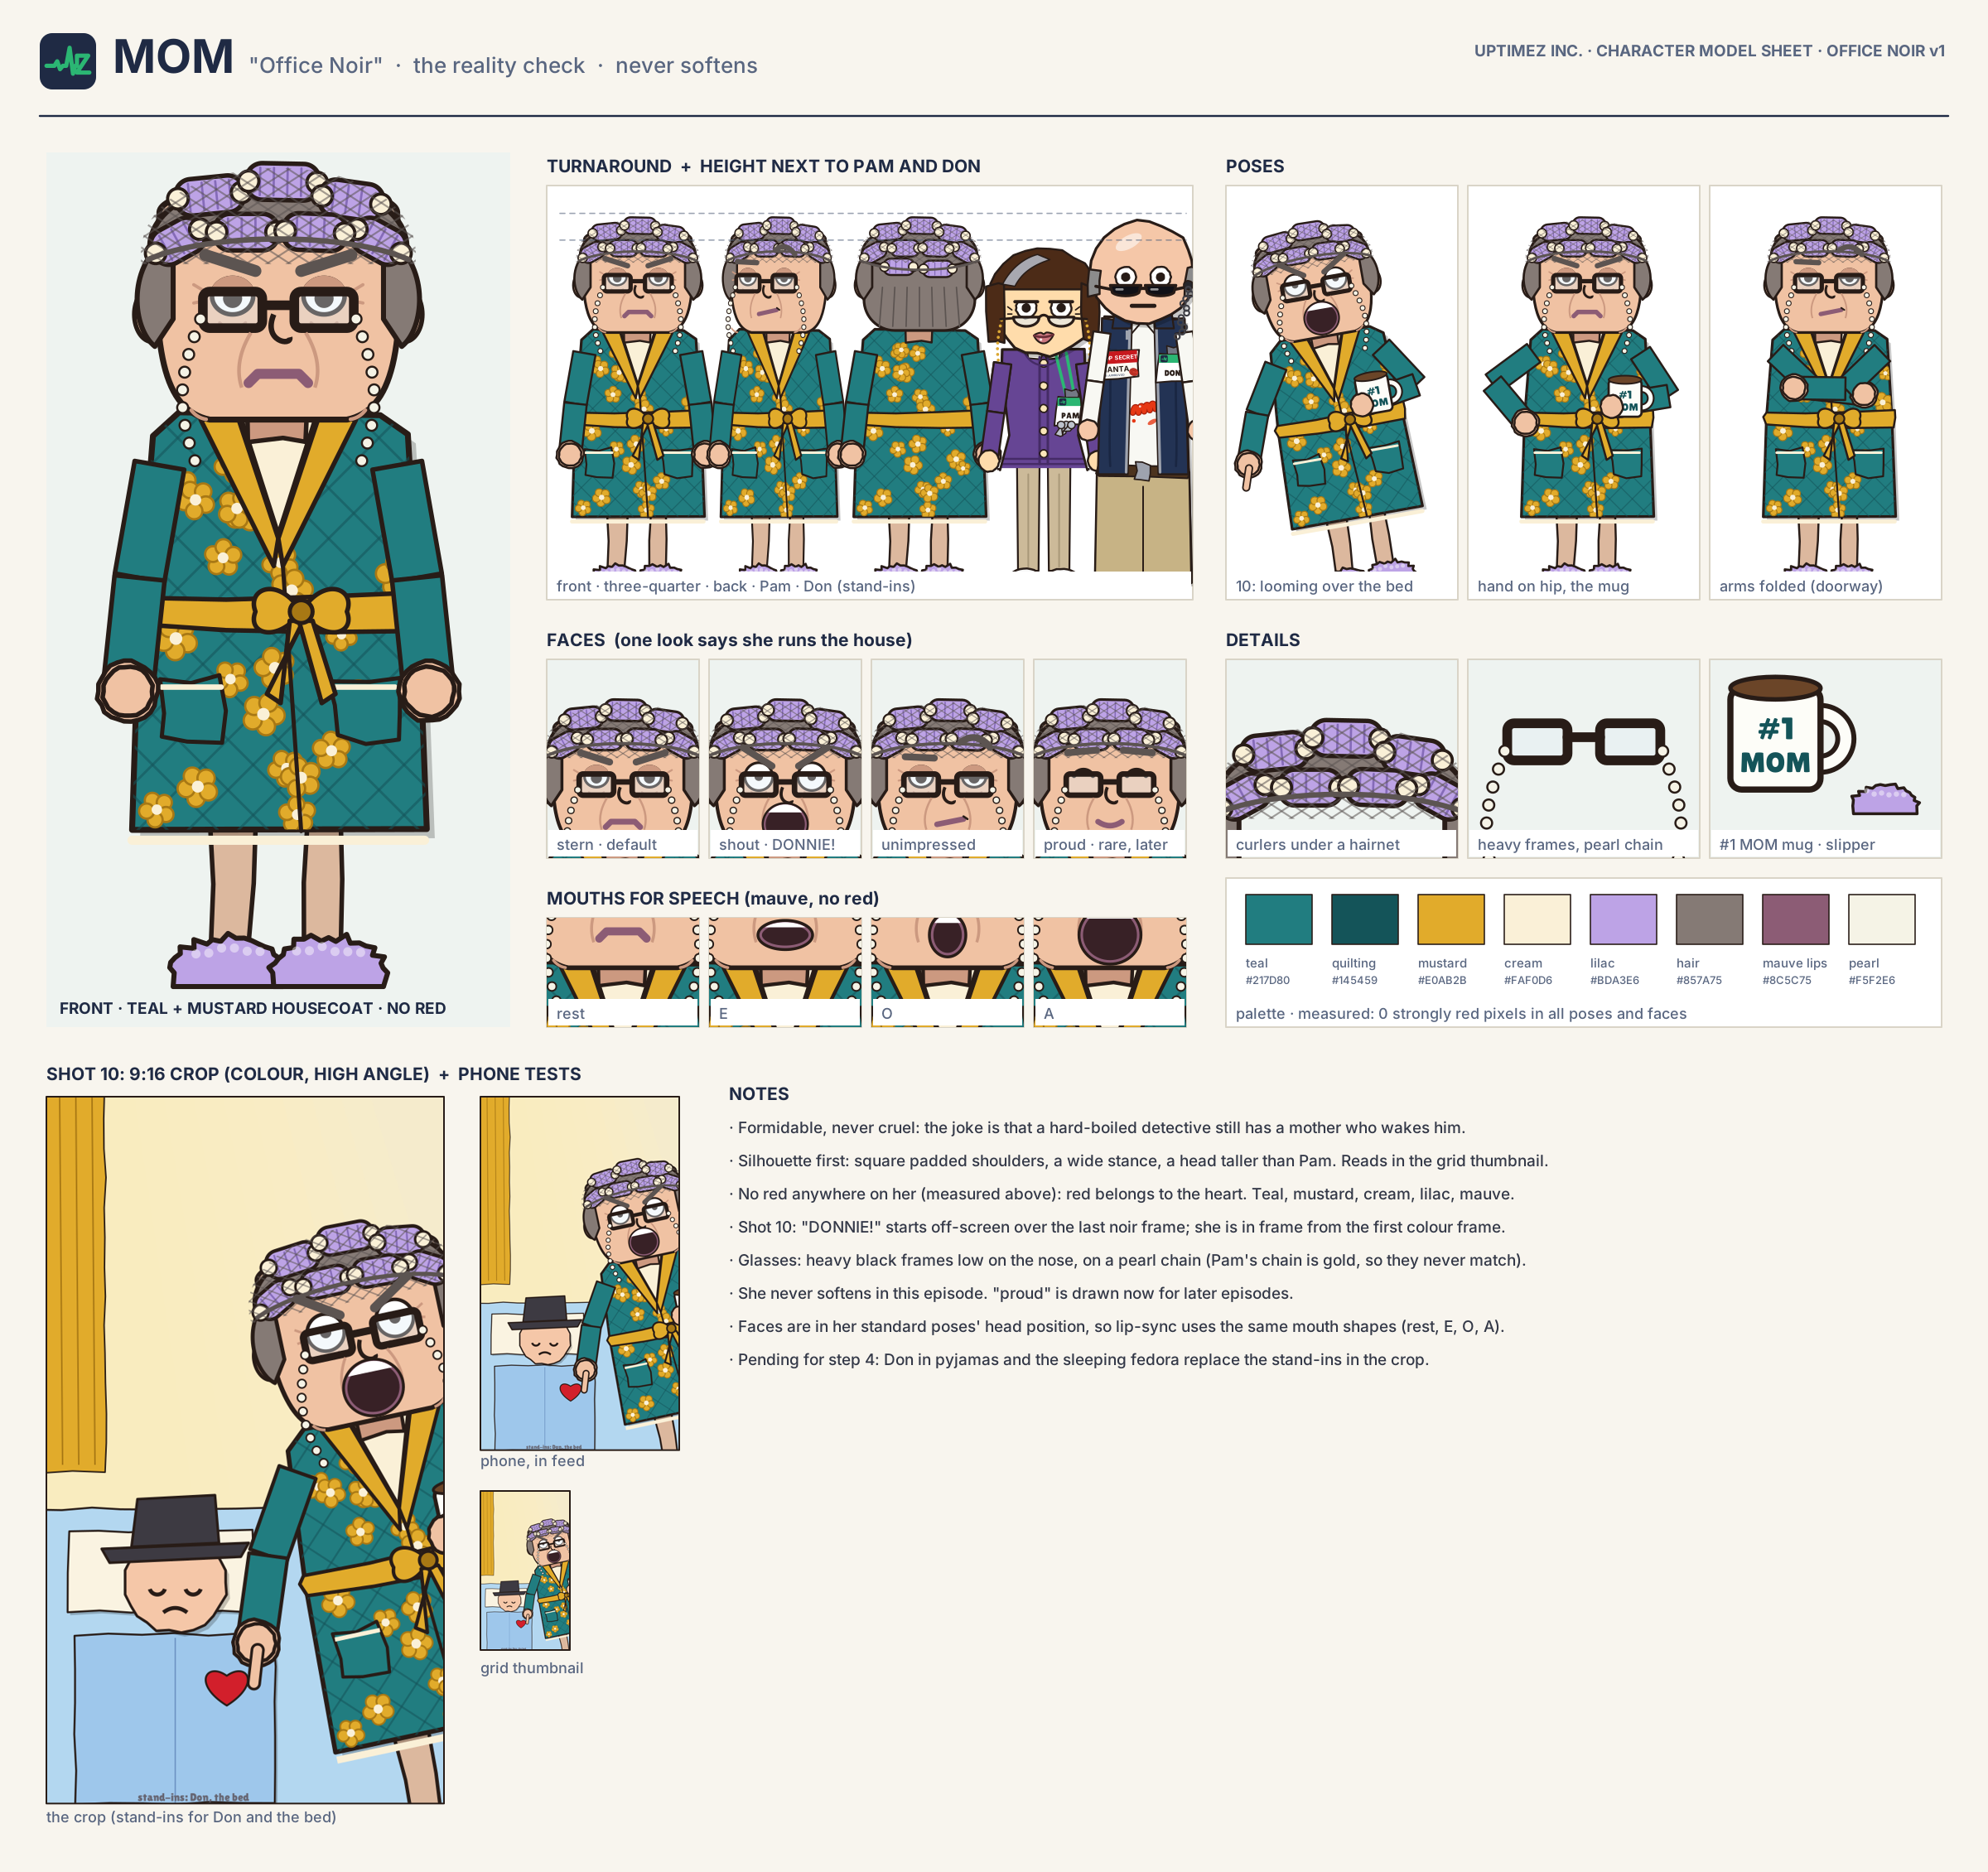 MOM "Office Noir" · the reality check · never softens
UPTIMEZ INC. · CHARACTER MODEL SHEET · OFFICE NOIR v1
FRONT · TEAL + MUSTARD HOUSECOAT · NO RED
TURNAROUND + HEIGHT NEXT TO PAM AND DON
P SECRET
ANTA
DON
PAM
front · three-quarter · back · Pam · Don (stand-ins)
POSES
#1
OM
10: looming over the bed
#1
OM
hand on hip, the mug
arms folded (doorway)
FACES (one look says she runs the house)
stern · default
shout · DONNIE!
unimpressed
proud · rare, later
DETAILS
curlers under a hairnet
heavy frames, pearl chain
#1
MOM
#1 MOM mug · slipper
MOUTHS FOR SPEECH (mauve, no red)
rest
E
O
A
teal
#217D80
quilting
#145459
mustard
#E0AB2B
cream
#FAF0D6
lilac
#BDA3E6
hair
#857A75
mauve lips
#8C5C75
pearl
#F5F2E6
palette · measured: 0 strongly red pixels in all poses and faces
SHOT 10: 9:16 CROP (COLOUR, HIGH ANGLE) + PHONE TESTS
stand-ins: Don, the bed
the crop (stand-ins for Don and the bed)
stand-ins: Don, the bed
phone, in feed
grid thumbnail
NOTES
· Formidable, never cruel: the joke is that a hard-boiled detective still has a mother who wakes him.
· Silhouette first: square padded shoulders, a wide stance, a head taller than Pam. Reads in the grid thumbnail.
· No red anywhere on her (measured above): red belongs to the heart. Teal, mustard, cream, lilac, mauve.
· Shot 10: "DONNIE!" starts off-screen over the last noir frame; she is in frame from the first colour frame.
· Glasses: heavy black frames low on the nose, on a pearl chain (Pam's chain is gold, so they never match).
· She never softens in this episode. "proud" is drawn now for later episodes.
· Faces are in her standard poses' head position, so lip-sync uses the same mouth shapes (rest, E, O, A).
· Pending for step 4: Don in pyjamas and the sleeping fedora replace the stand-ins in the crop.